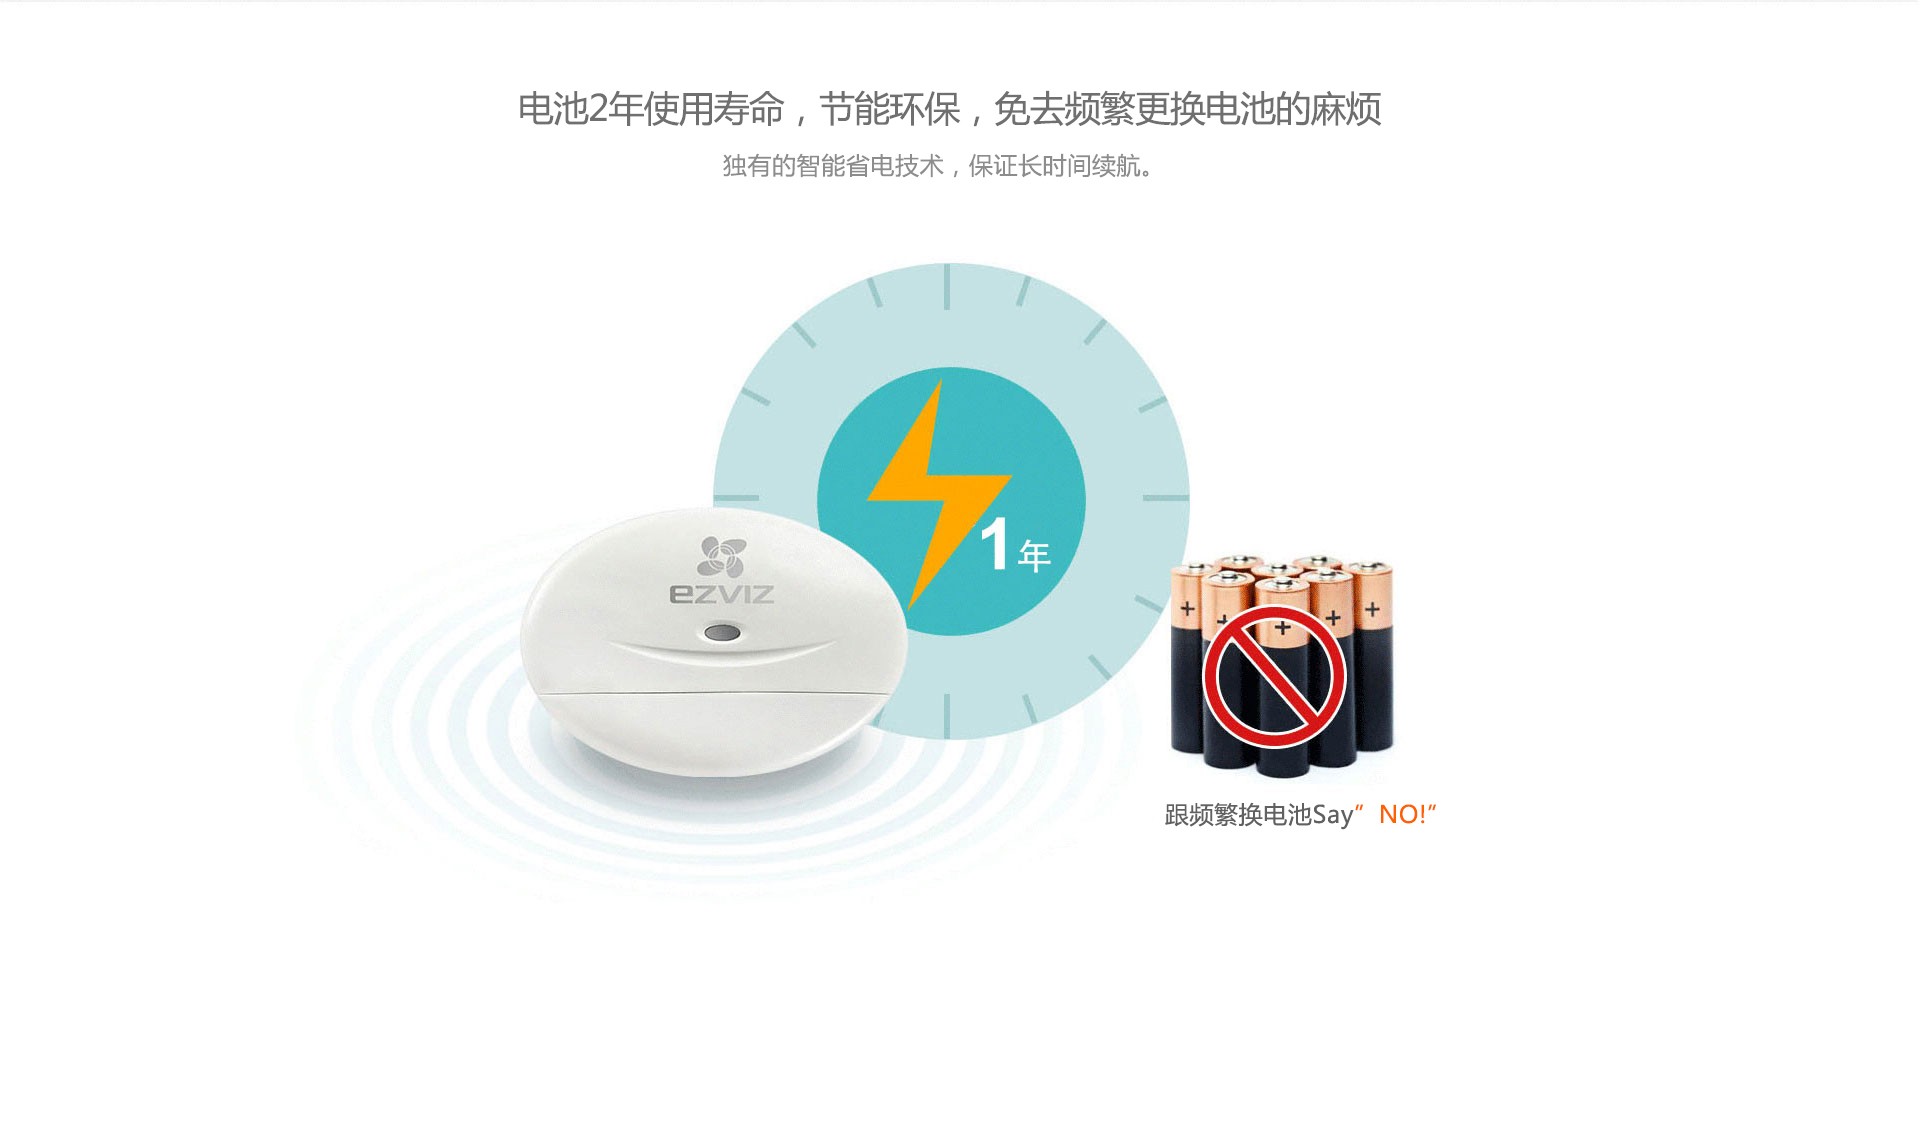 电池2年使用寿命，节能环保，免去频繁更换电池的麻烦
独有的智能省电技术，保证长时间续航。
1年
ezviz
+ + + + +
跟频繁换电池Say”NO!“